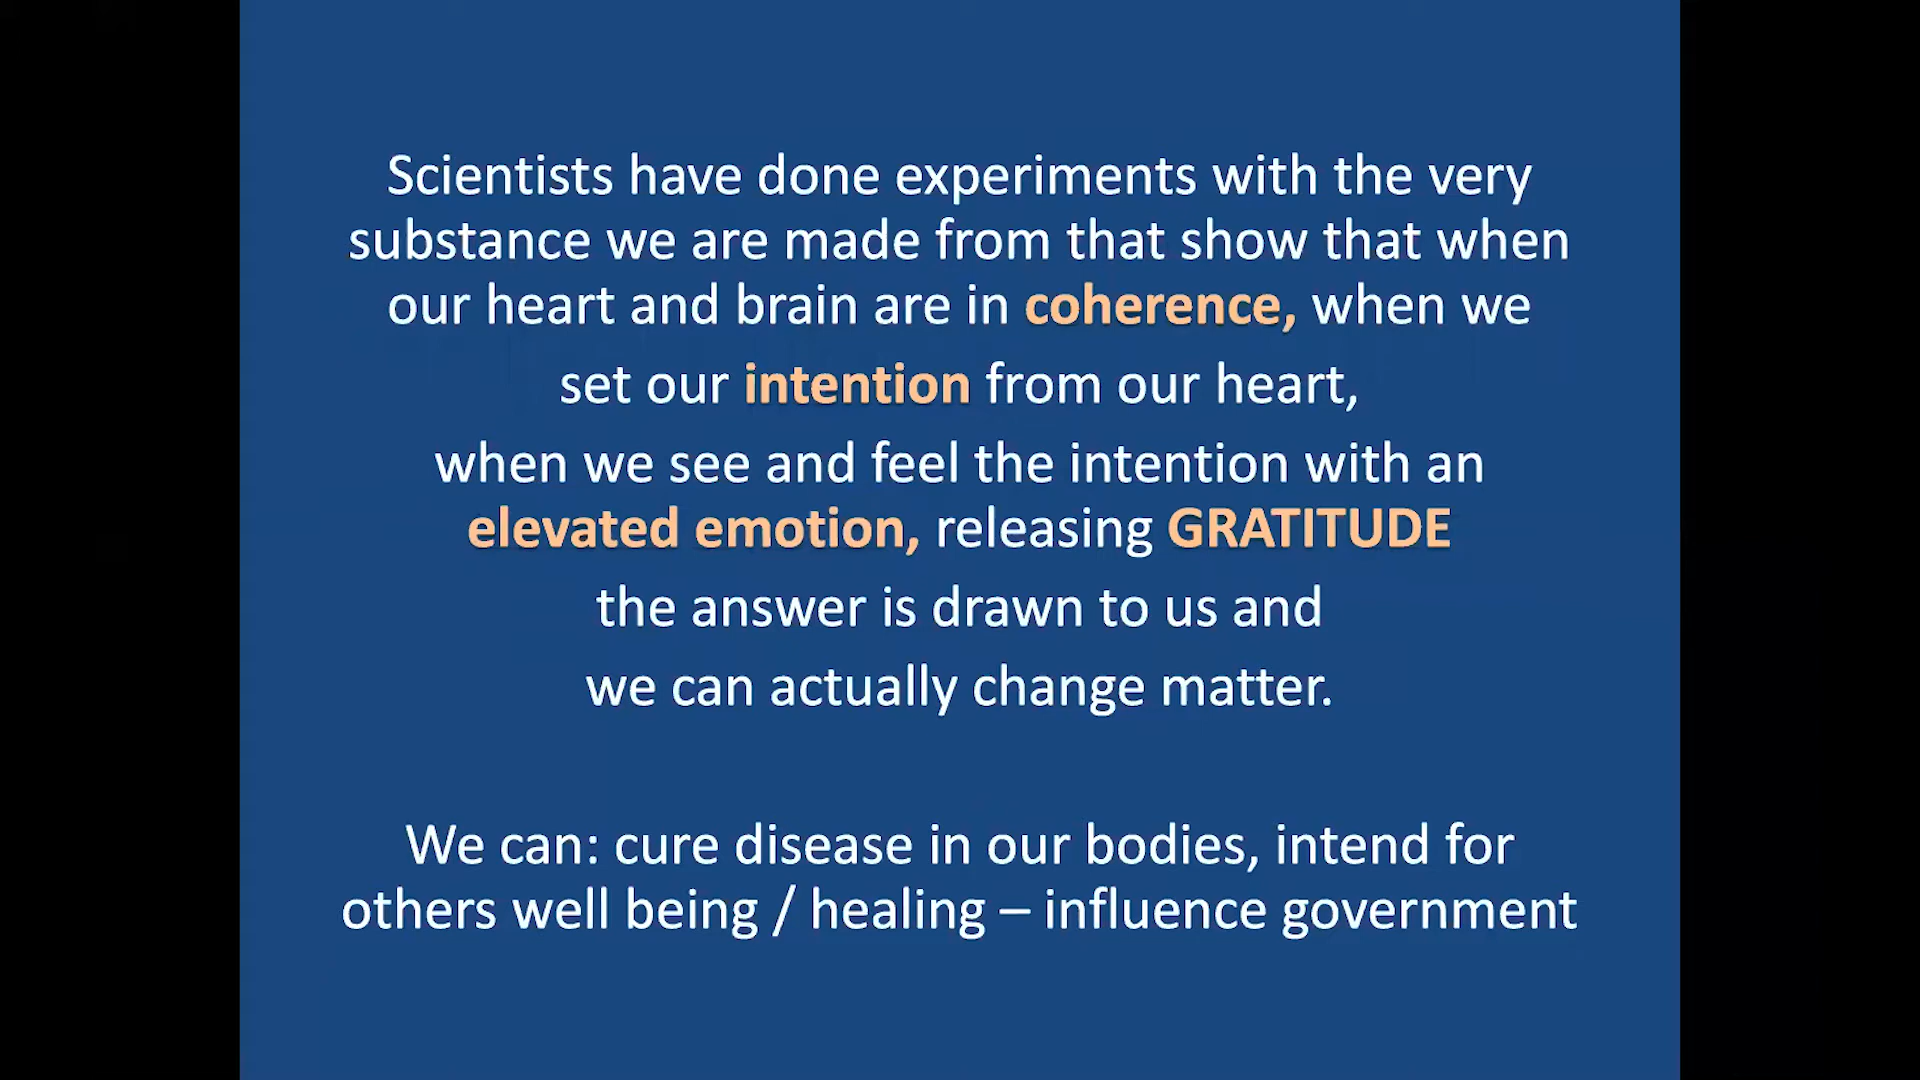 Scientists have done experiments with the very
substance we are made from that show that when
our heart and brain are in coherence, when we
set our intention from our heart,
when we see and feel the intention with an
elevated emotion, releasing GRATITUDE
the answer is drawn to us and
we can actually change matter.
We can: cure disease in our bodies, intend for
others well being / healing – influence government